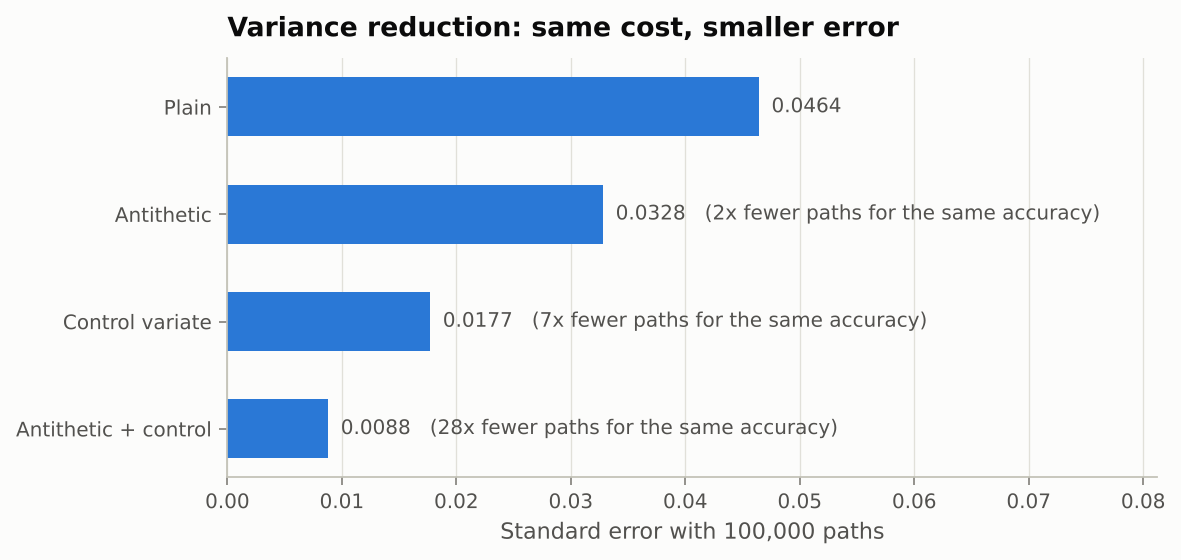 Variance reduction: same cost, smaller error
Plain
0.0464
Antithetic
0.0328 (2x fewer paths for the same accuracy)
Control variate
0.0177 (7x fewer paths for the same accuracy)
Antithetic + control
0.0088 (28x fewer paths for the same accuracy)
0.00 0.01 0.02 0.03 0.04 0.05 0.06 0.07 0.08
Standard error with 100,000 paths